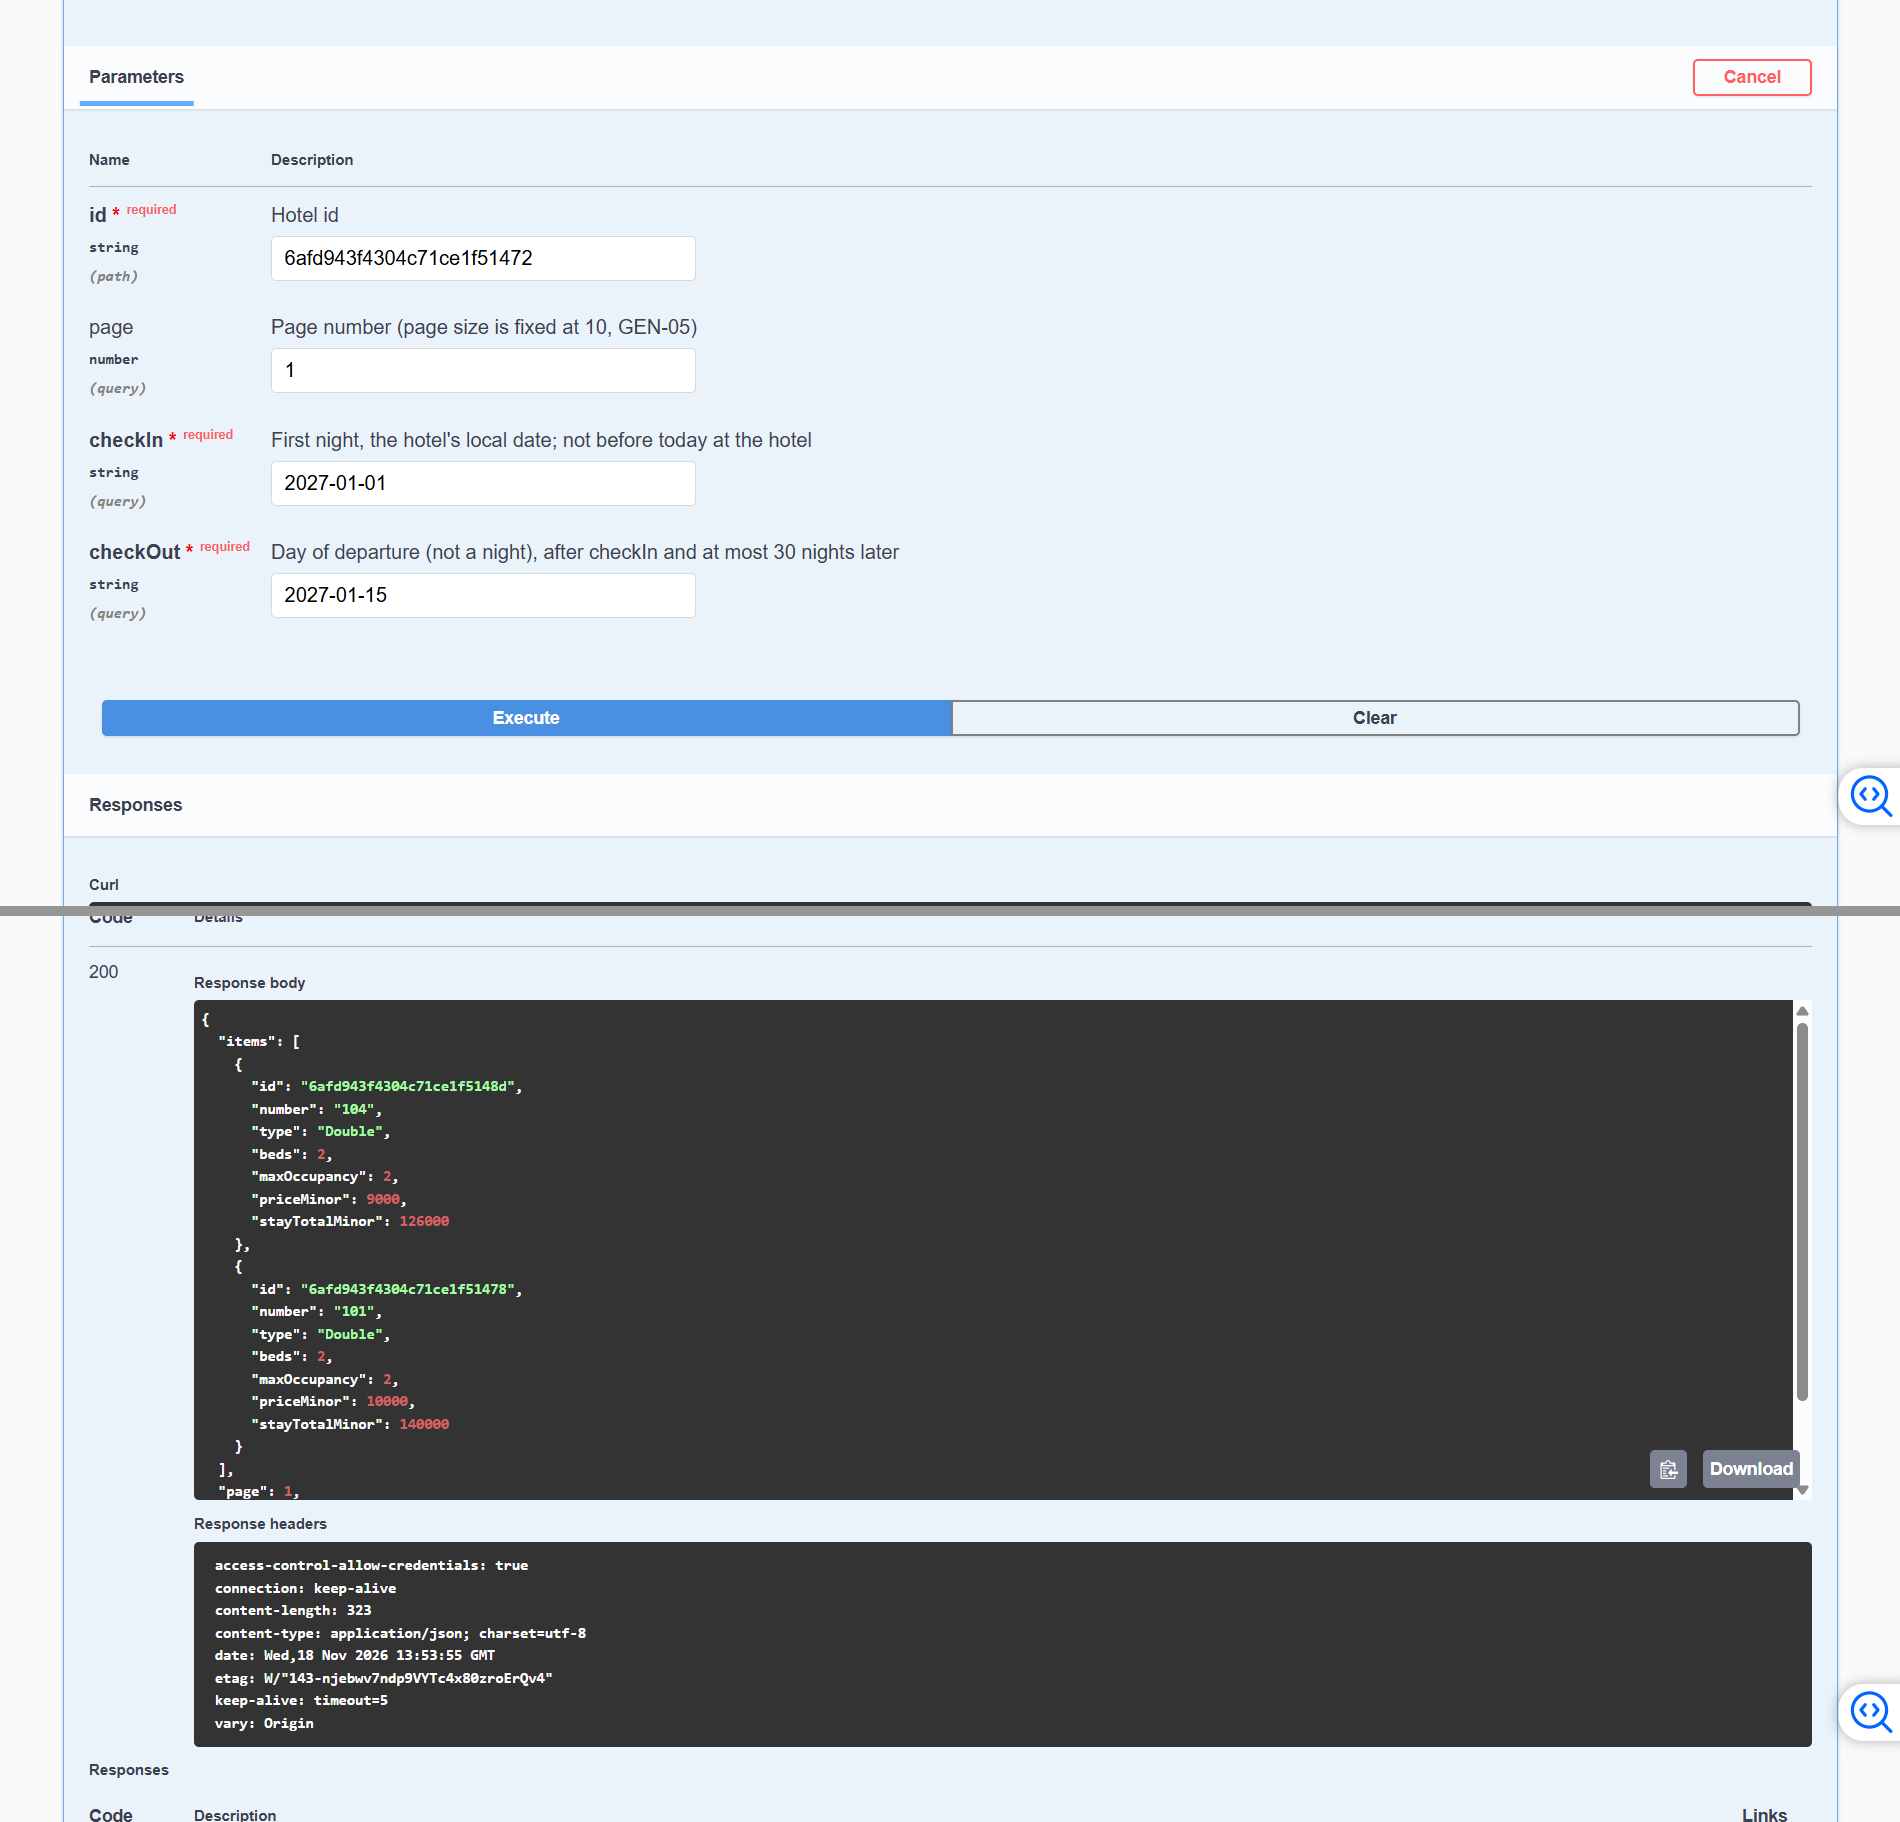 Parameters
Cancel
Name Description
id * required Hotel id
string
(path)
6afd943f4304c71ce1f51472
page Page number (page size is fixed at 10, GEN-05)
number
(query)
1
checkIn * required First night, the hotel's local date; not before today at the hotel
string
(query)
2027-01-01
checkOut * required Day of departure (not a night), after checkIn and at most 30 nights later
string
(query)
2027-01-15
Execute Clear
Responses
Curl
Code Details
200
Response body
{
"items": [
{
"id": "6afd943f4304c71ce1f5148d",
"number": "104",
"type": "Double",
"beds": 2,
"maxOccupancy": 2,
"priceMinor": 9000,
"stayTotalMinor": 126000
},
{
"id": "6afd943f4304c71ce1f51478",
"number": "101",
"type": "Double",
"beds": 2,
"maxOccupancy": 2,
"priceMinor": 10000,
"stayTotalMinor": 140000
}
],
"page": 1,
Download
Response headers
access-control-allow-credentials: true
connection: keep-alive
content-length: 323
content-type: application/json; charset=utf-8
date: Wed,18 Nov 2026 13:53:55 GMT
etag: W/"143-njebwv7ndp9VYTc4x80zroErQv4"
keep-alive: timeout=5
vary: Origin
Responses
Code Description Links